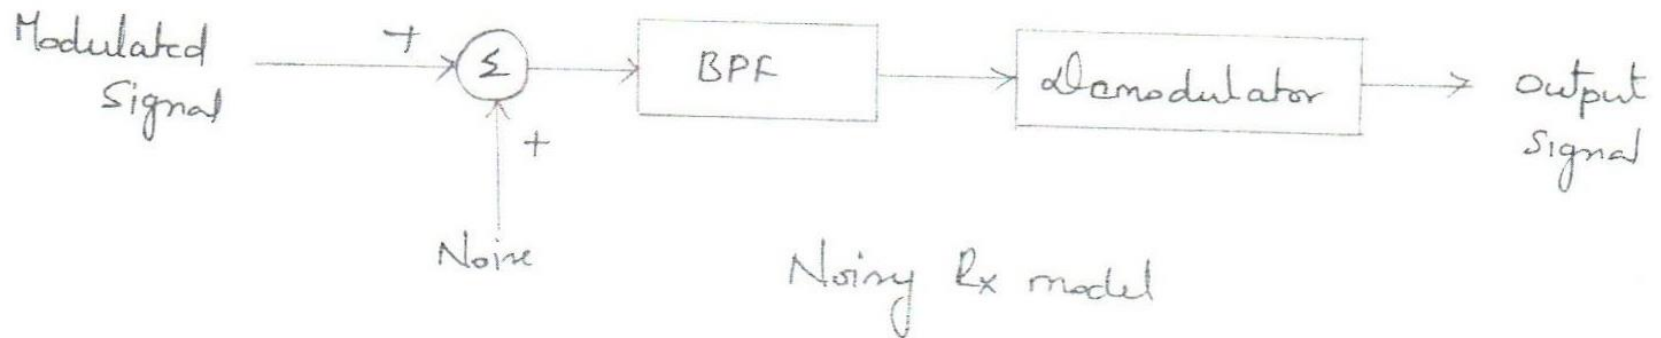 Modulated
Signal
+
Σ
BPF
Demodulator
Output
Signal
+
Noise
Noisy Rx model